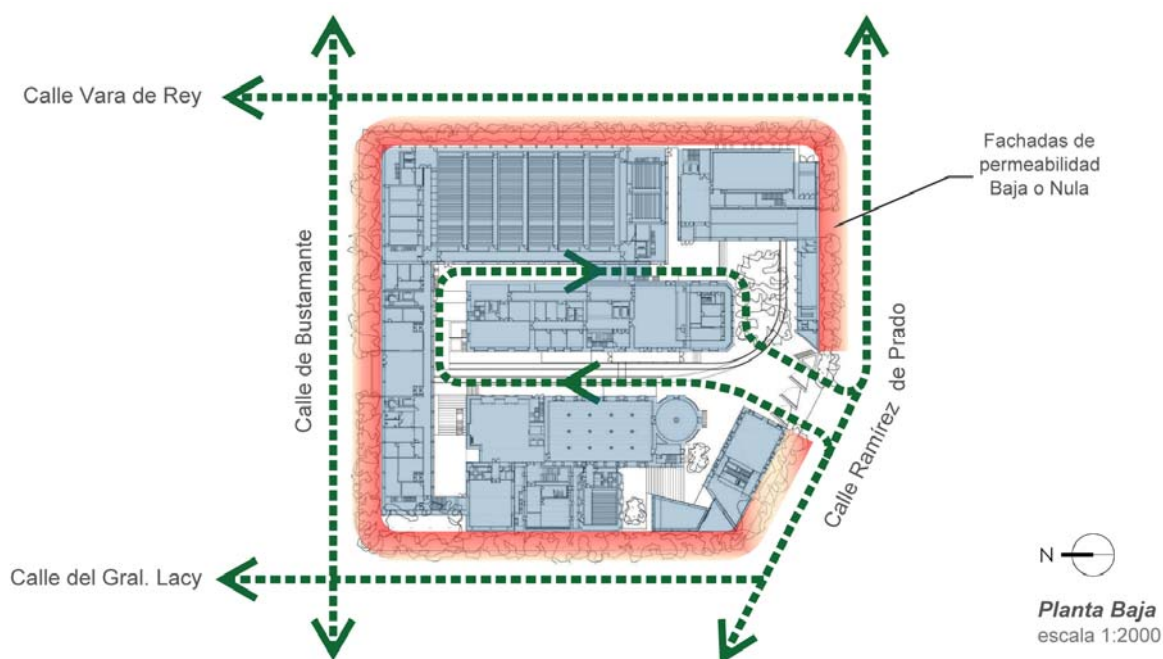 Calle Vara de Rey
Fachadas de
permeabilidad
Baja o Nula
Calle de Bustamante
Calle Ramírez de Prado
Calle del Gral. Lacy
N
Planta Baja
escala 1:2000